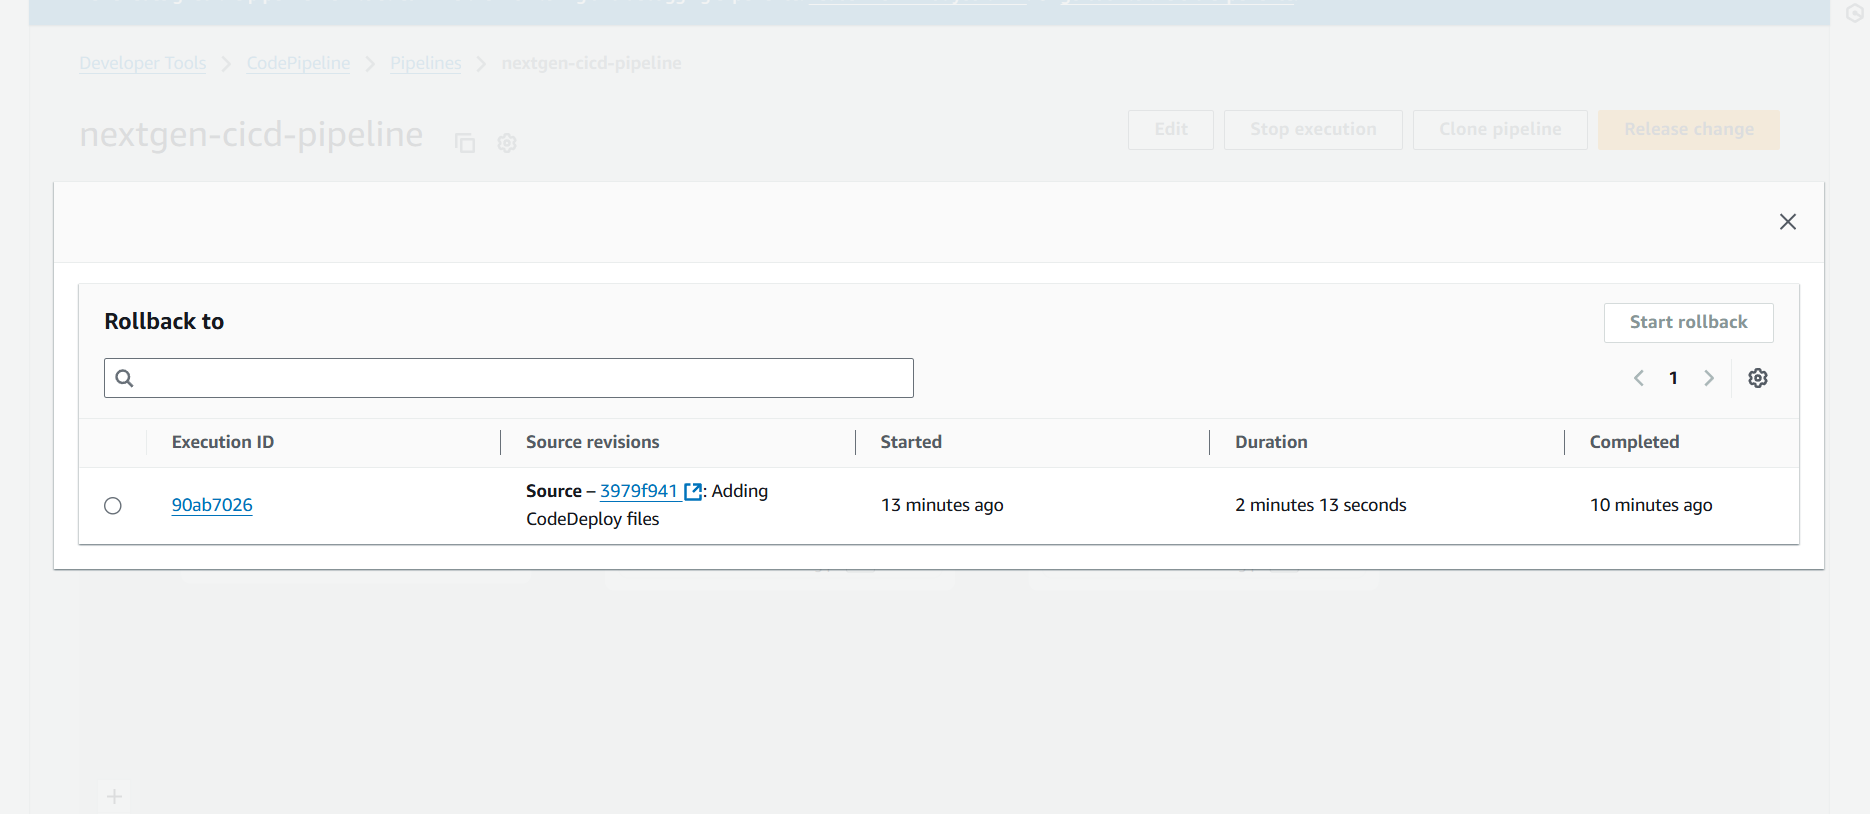 Developer Tools > CodePipeline > Pipelines > nextgen-cicd-pipeline
nextgen-cicd-pipeline
Edit
Stop execution
Clone pipeline
Release change
Rollback to
Start rollback
1
Execution ID
Source revisions
Started
Duration
Completed
90ab7026
Source – 3979f941 : Adding
CodeDeploy files
13 minutes ago
2 minutes 13 seconds
10 minutes ago